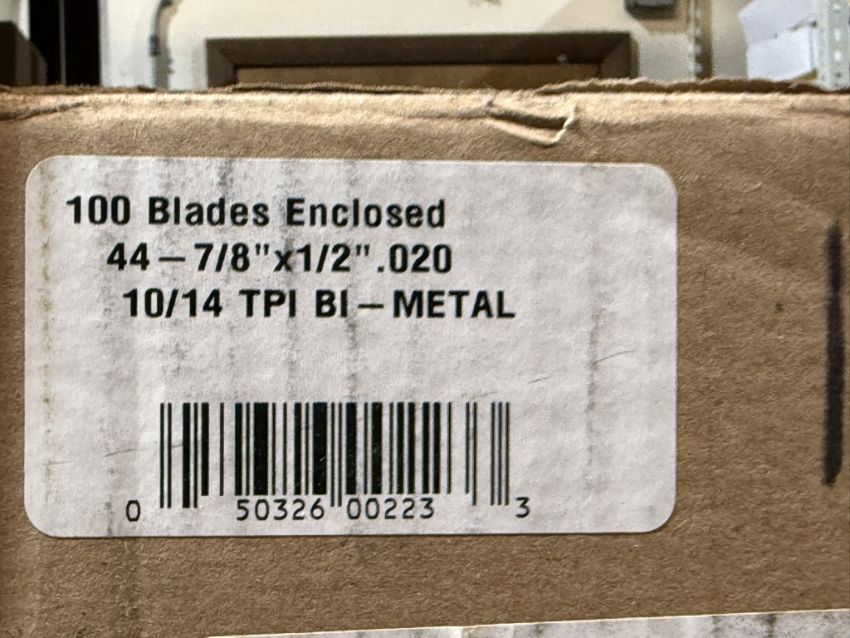 100 Blades Enclosed
44-7/8"x1/2".020
10/14 TPI BI-METAL
0 50326 00223 3